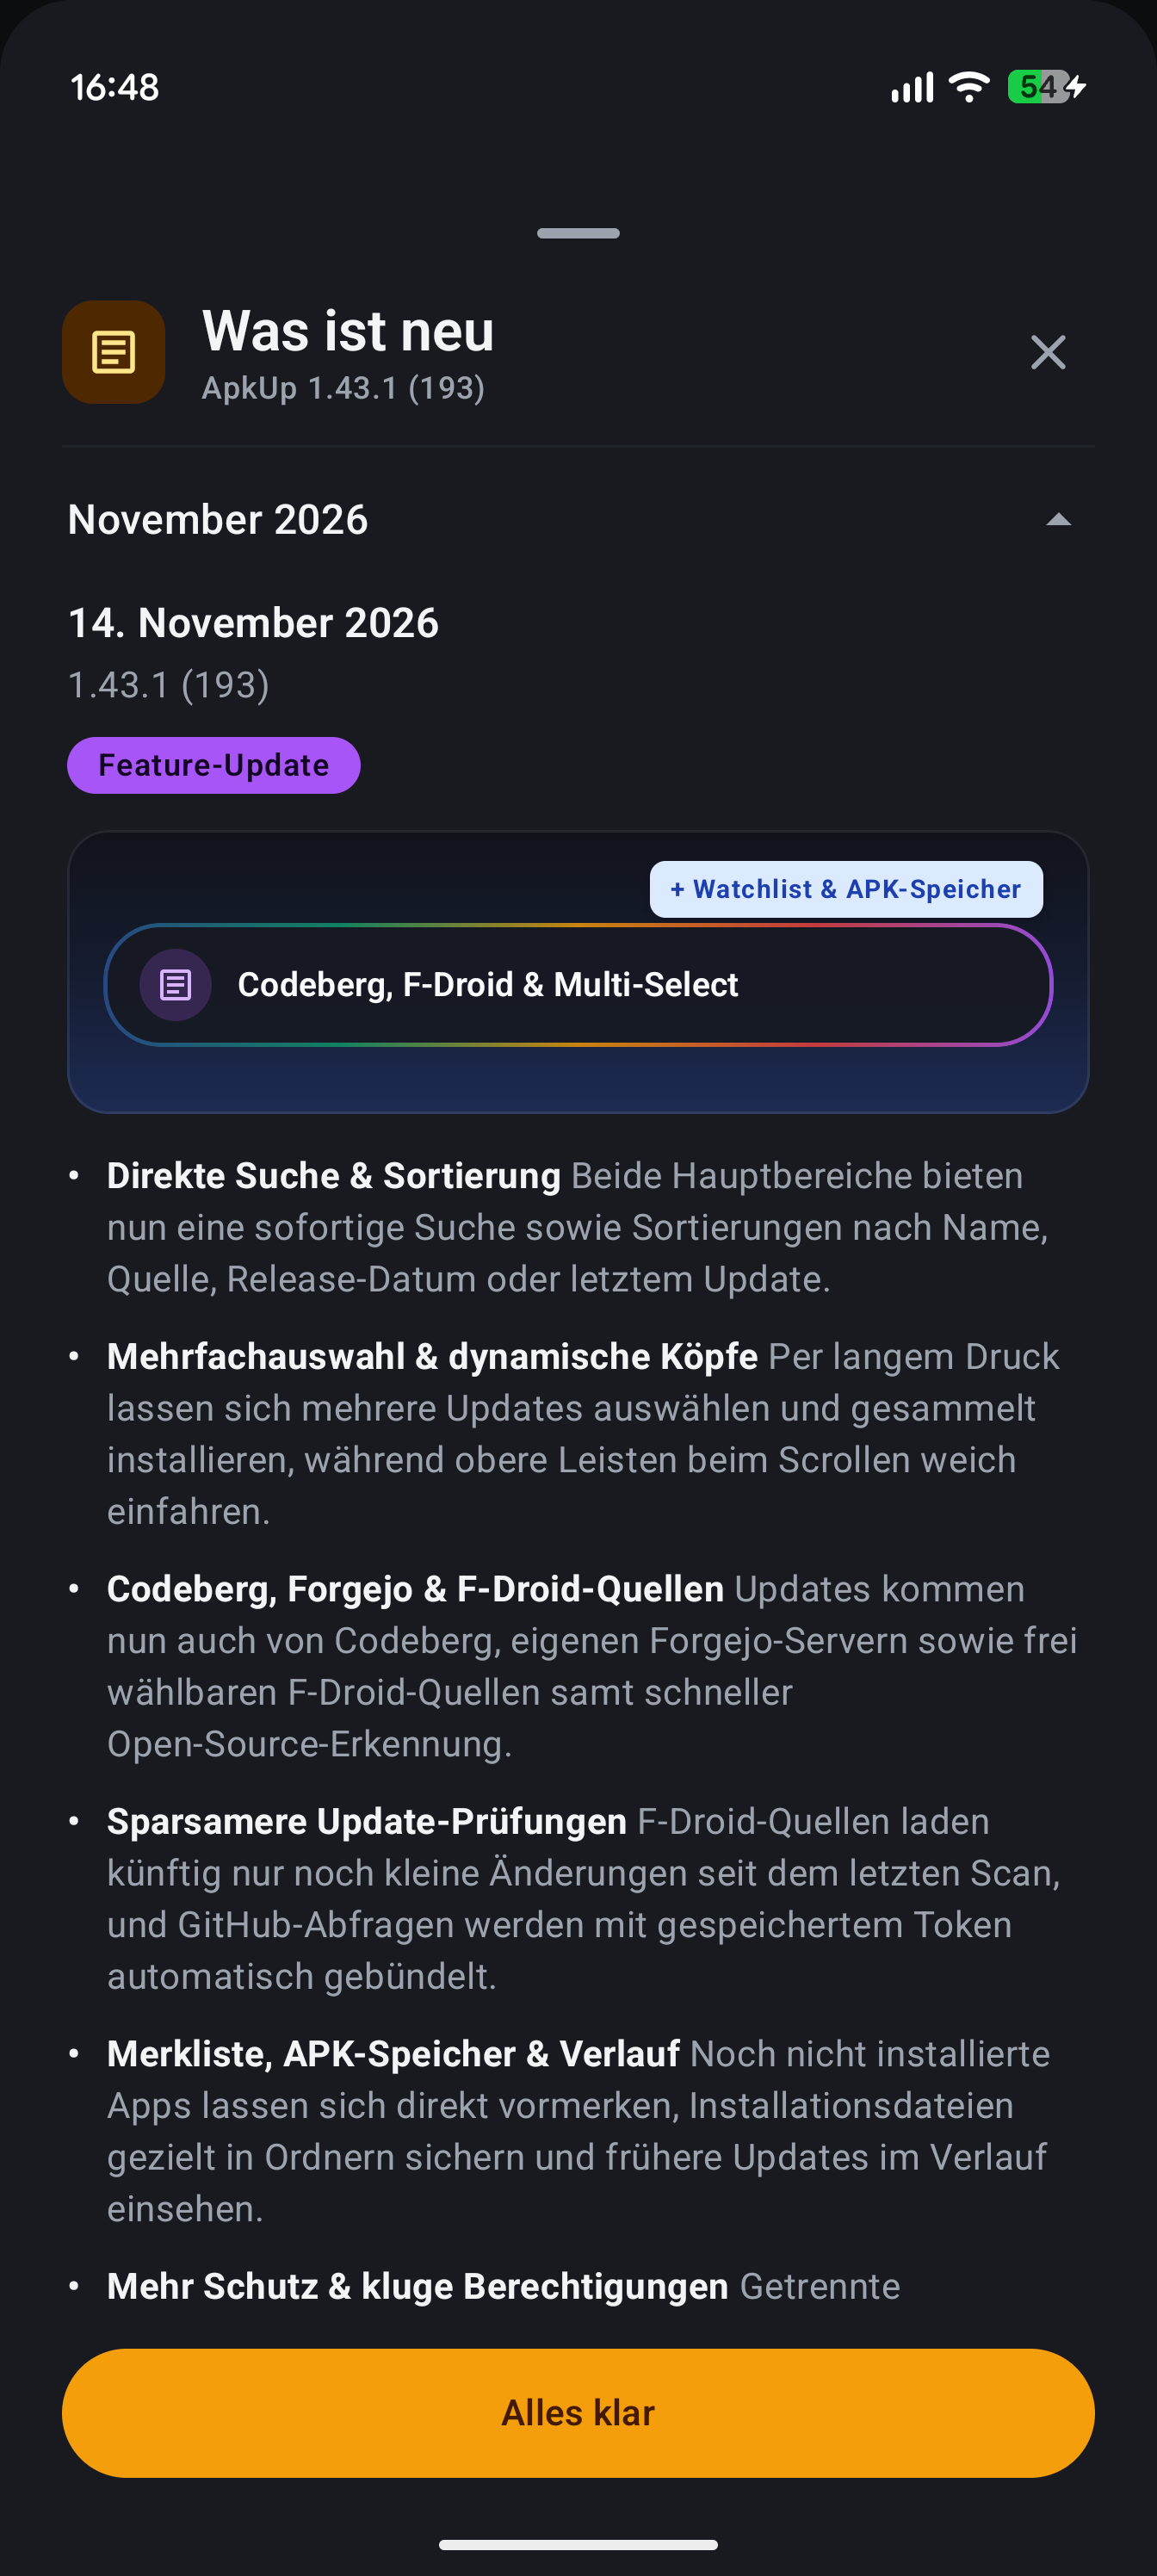 16:48
54
Was ist neu
ApkUp 1.43.1 (193)
November 2026
14. November 2026
1.43.1 (193)
Feature-Update
+ Watchlist & APK-Speicher
Codeberg, F-Droid & Multi-Select
• Direkte Suche & Sortierung Beide Hauptbereiche bieten
nun eine sofortige Suche sowie Sortierungen nach Name,
Quelle, Release-Datum oder letztem Update.
• Mehrfachauswahl & dynamische Köpfe Per langem Druck
lassen sich mehrere Updates auswählen und gesammelt
installieren, während obere Leisten beim Scrollen weich
einfahren.
• Codeberg, Forgejo & F-Droid-Quellen Updates kommen
nun auch von Codeberg, eigenen Forgejo-Servern sowie frei
wählbaren F-Droid-Quellen samt schneller
Open-Source-Erkennung.
• Sparsamere Update-Prüfungen F-Droid-Quellen laden
künftig nur noch kleine Änderungen seit dem letzten Scan,
und GitHub-Abfragen werden mit gespeichertem Token
automatisch gebündelt.
• Merkliste, APK-Speicher & Verlauf Noch nicht installierte
Apps lassen sich direkt vormerken, Installationsdateien
gezielt in Ordnern sichern und frühere Updates im Verlauf
einsehen.
• Mehr Schutz & kluge Berechtigungen Getrennte
Alles klar